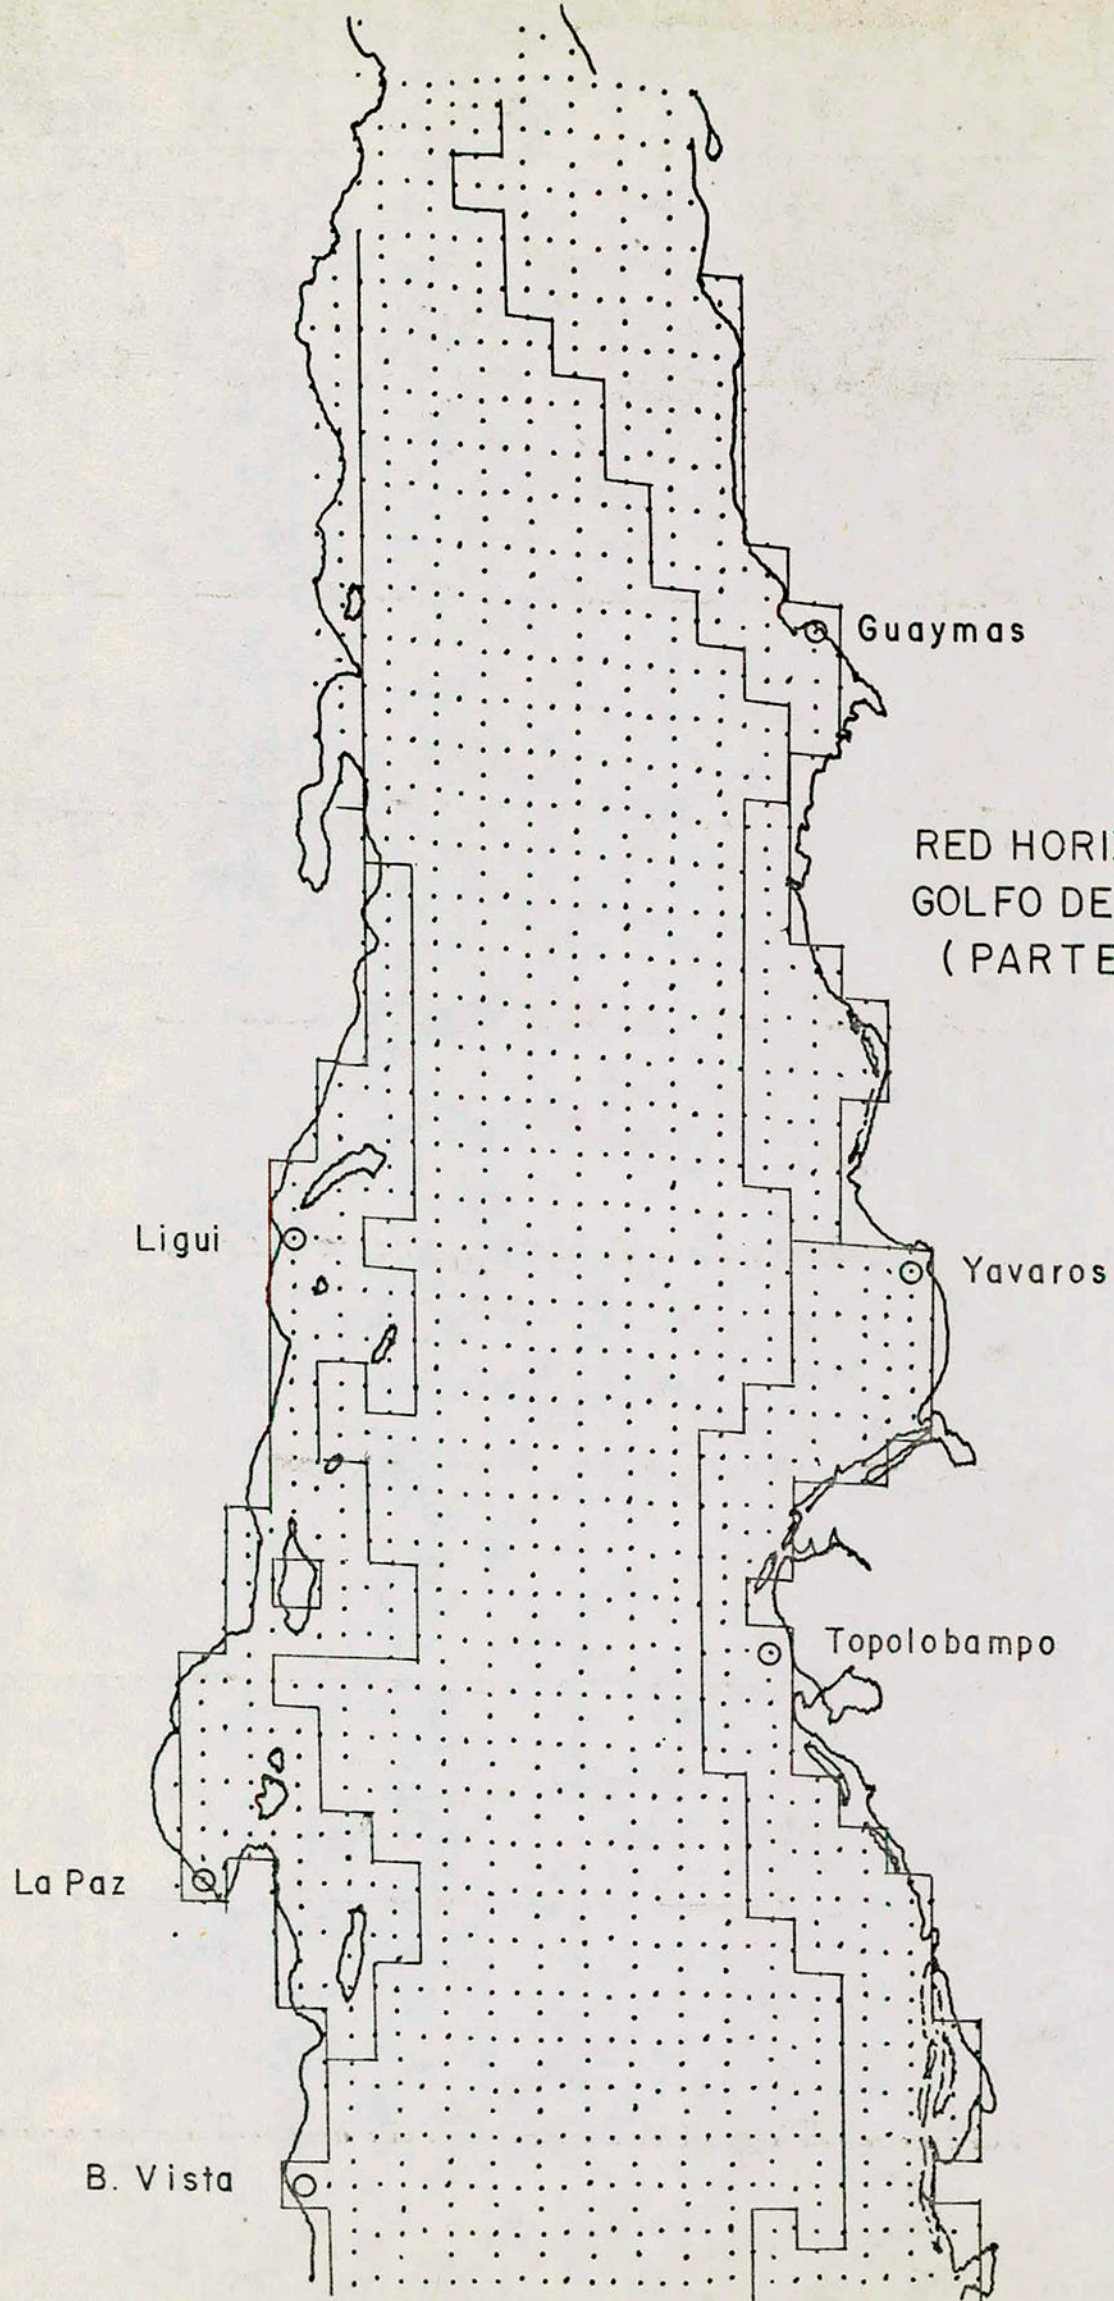 Guaymas
RED HORI
GOLFO DE
( PARTE
Ligui
Yavaros
Topolobampo
La Paz
B. Vista